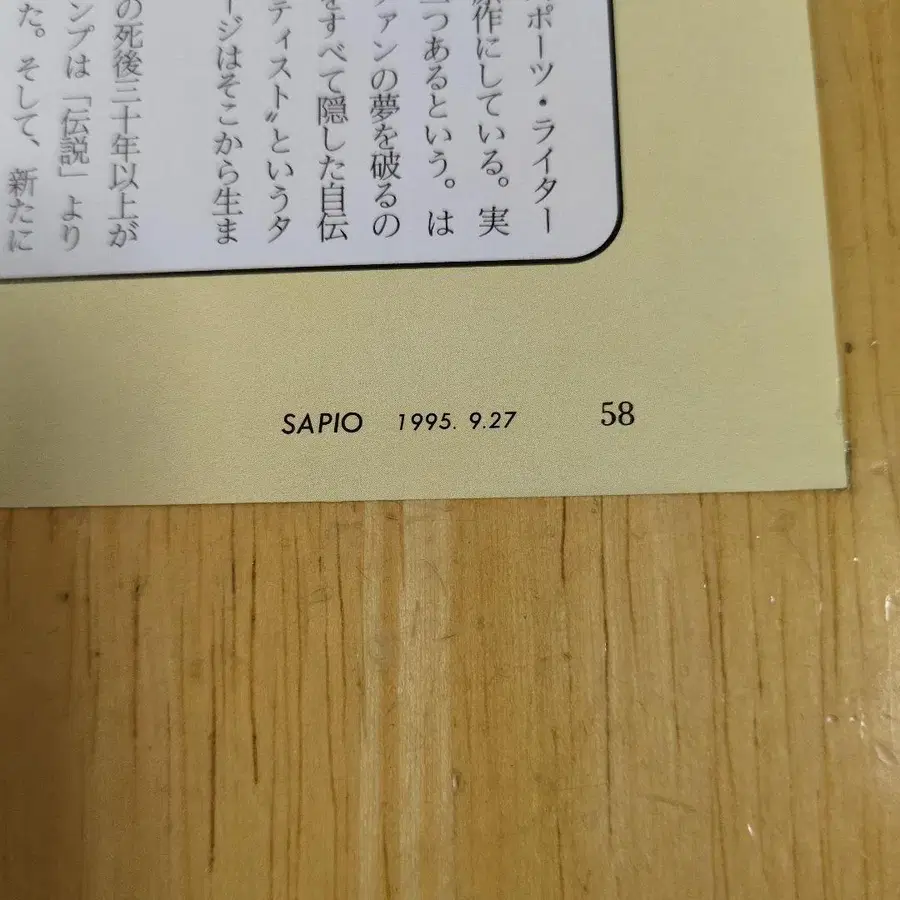 ポーツ・ライター
原作にしている。実
二つあるという。は
ァンの夢を破るの
をすべて隠した自伝
ティスト〟というタ
ージはそこから生ま
の死後三十年以上が
ンプは「伝説」より
た。そして、新たに
SAPIO 1995. 9.27 58